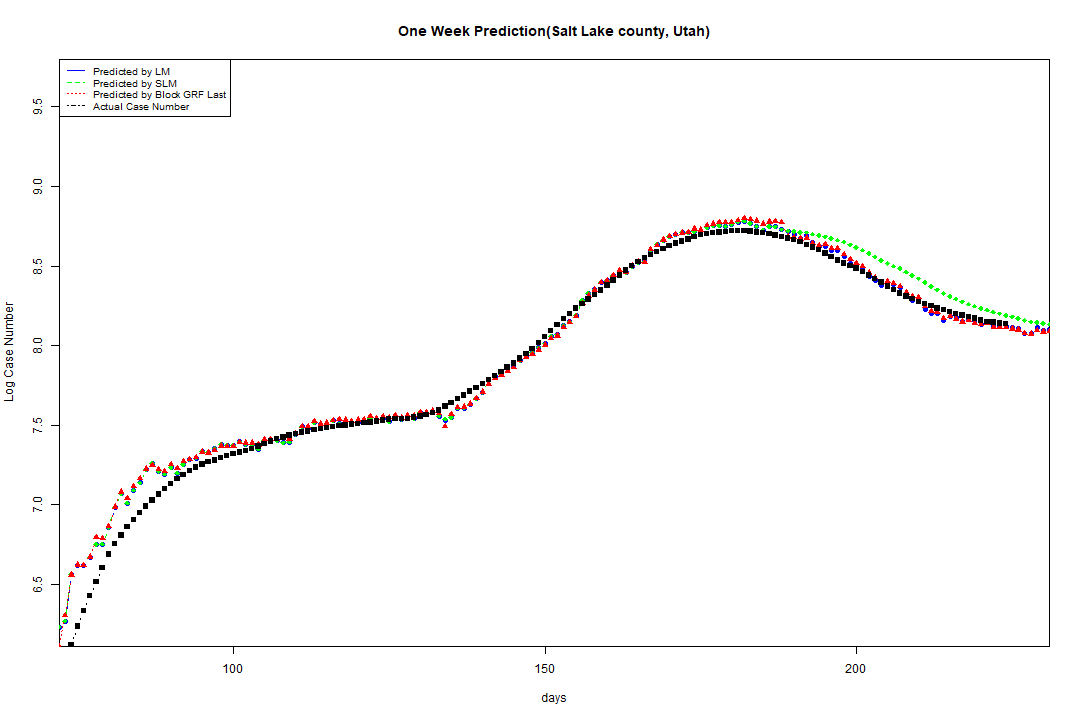 One Week Prediction(Salt Lake county, Utah)
Predicted by LM
Predicted by SLM
Predicted by Block GRF Last
Actual Case Number
Log Case Number
9.5
9.0
8.5
8.0
7.5
7.0
6.5
100
150
200
days